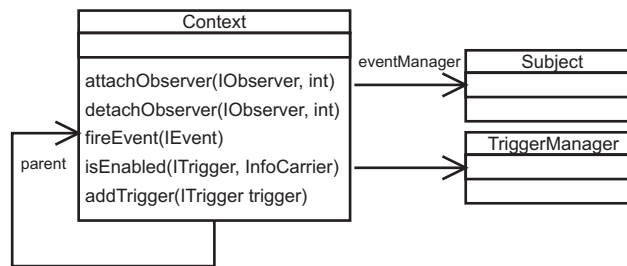 Context
attachObserver(IObserver, int)
detachObserver(IObserver, int)
fireEvent(IEvent)
isEnabled(ITrigger, InfoCarrier)
addTrigger(ITrigger trigger)
parent
eventManager
Subject
TriggerManager